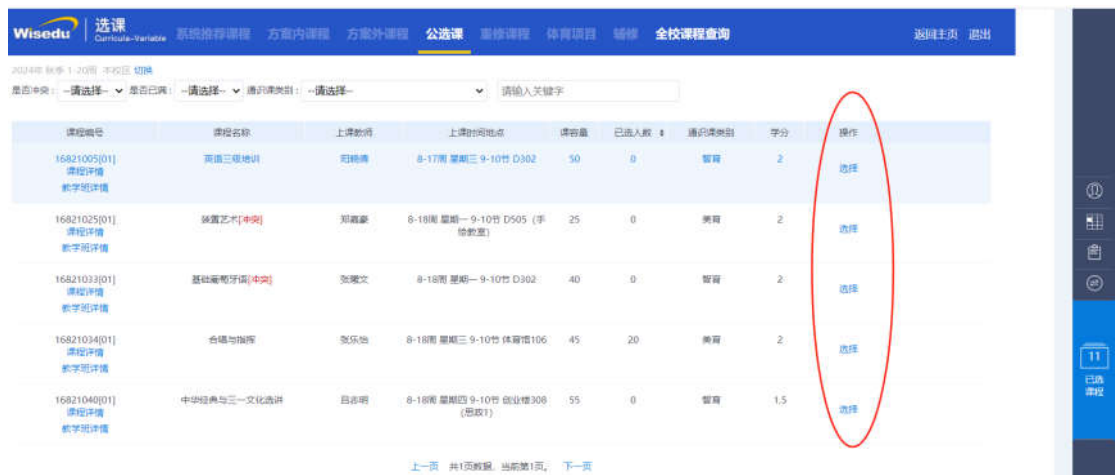 Wisedu 选课
Curricula-Variable
系统推荐课程 方案内课程 方案外课程 公选课 重修课程 体育项目 辅修 全校课程查询 返回主页 退出
2024年 秋季 1-20周 本校区 切换
是否冲突: --请选择-- 是否已满: --请选择-- 通识课类别: --请选择-- 请输入关键字
课程编号 课程名称 上课教师 上课时间地点 课容量 已选人数 通识课类别 学分 操作
16821005[01] 英语三级培训 8-17周 星期三 9-10节 D302 50 0 智育 2 选择
课程详情
教学班详情
16821025[01] 装置艺术[冲突] 郑嘉豪 8-18周 星期一 9-10节 D505 (手绘教室) 25 0 美育 2 选择
课程详情
教学班详情
16821033[01] 基础葡萄牙语[冲突] 张曦文 8-18周 星期一 9-10节 D302 40 0 智育 2 选择
课程详情
教学班详情
16821034[01] 合唱与指挥 张乐怡 8-18周 星期三 9-10节 体育馆106 45 20 美育 2 选择
课程详情
教学班详情
16821040[01] 中华经典与三一文化选讲 吕志明 8-18周 星期四 9-10节 创业楼308 (思政1) 55 0 智育 1.5 选择
课程详情
教学班详情
上一页 共1页数据, 当前第1页。 下一页
11
已选
课程